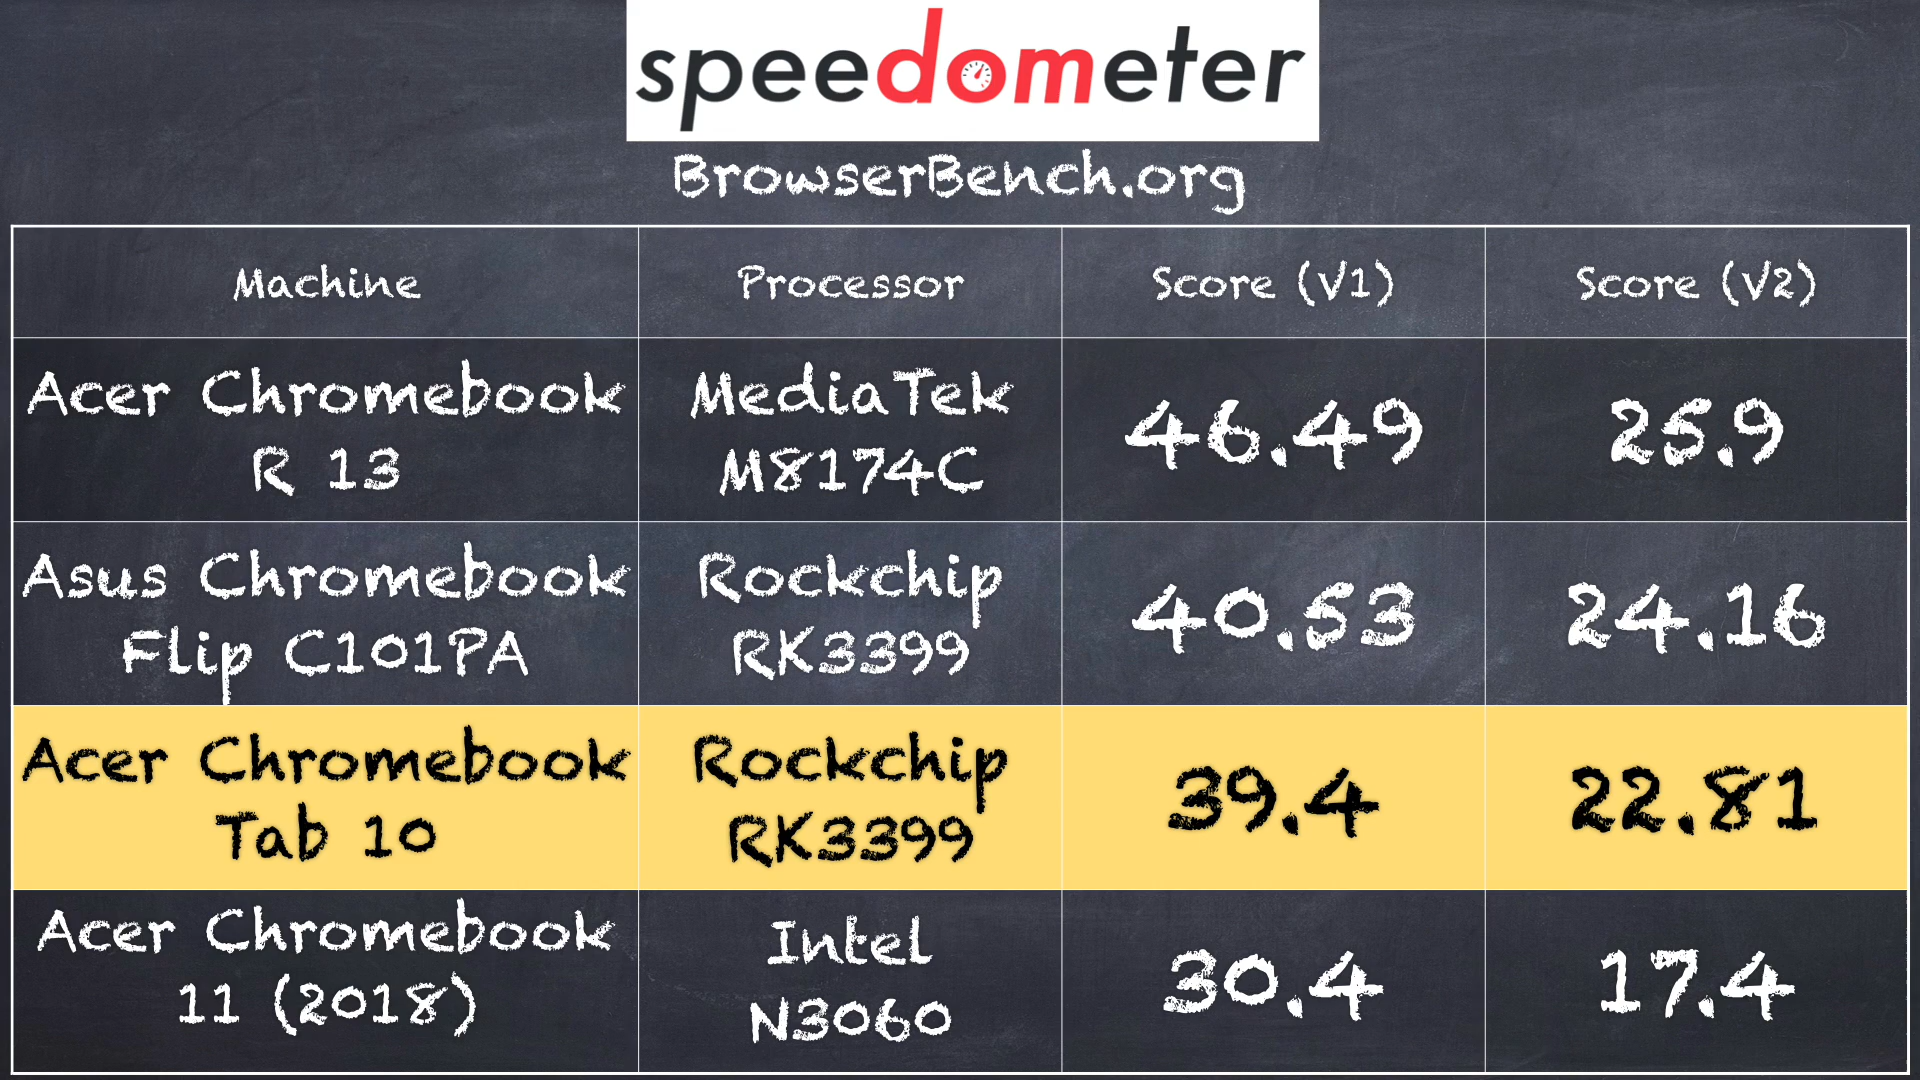 speedometer
BrowserBench.org
Machine Processor Score (V1) Score (V2)
Acer Chromebook
R 13
MediaTek
M8174C
46.49
25.9
Asus Chromebook
Flip C101PA
Rockchip
RK3399
40.53
24.16
Acer Chromebook
Tab 10
Rockchip
RK3399
39.4
22.81
Acer Chromebook
11 (2018)
Intel
N3060
30.4
17.4